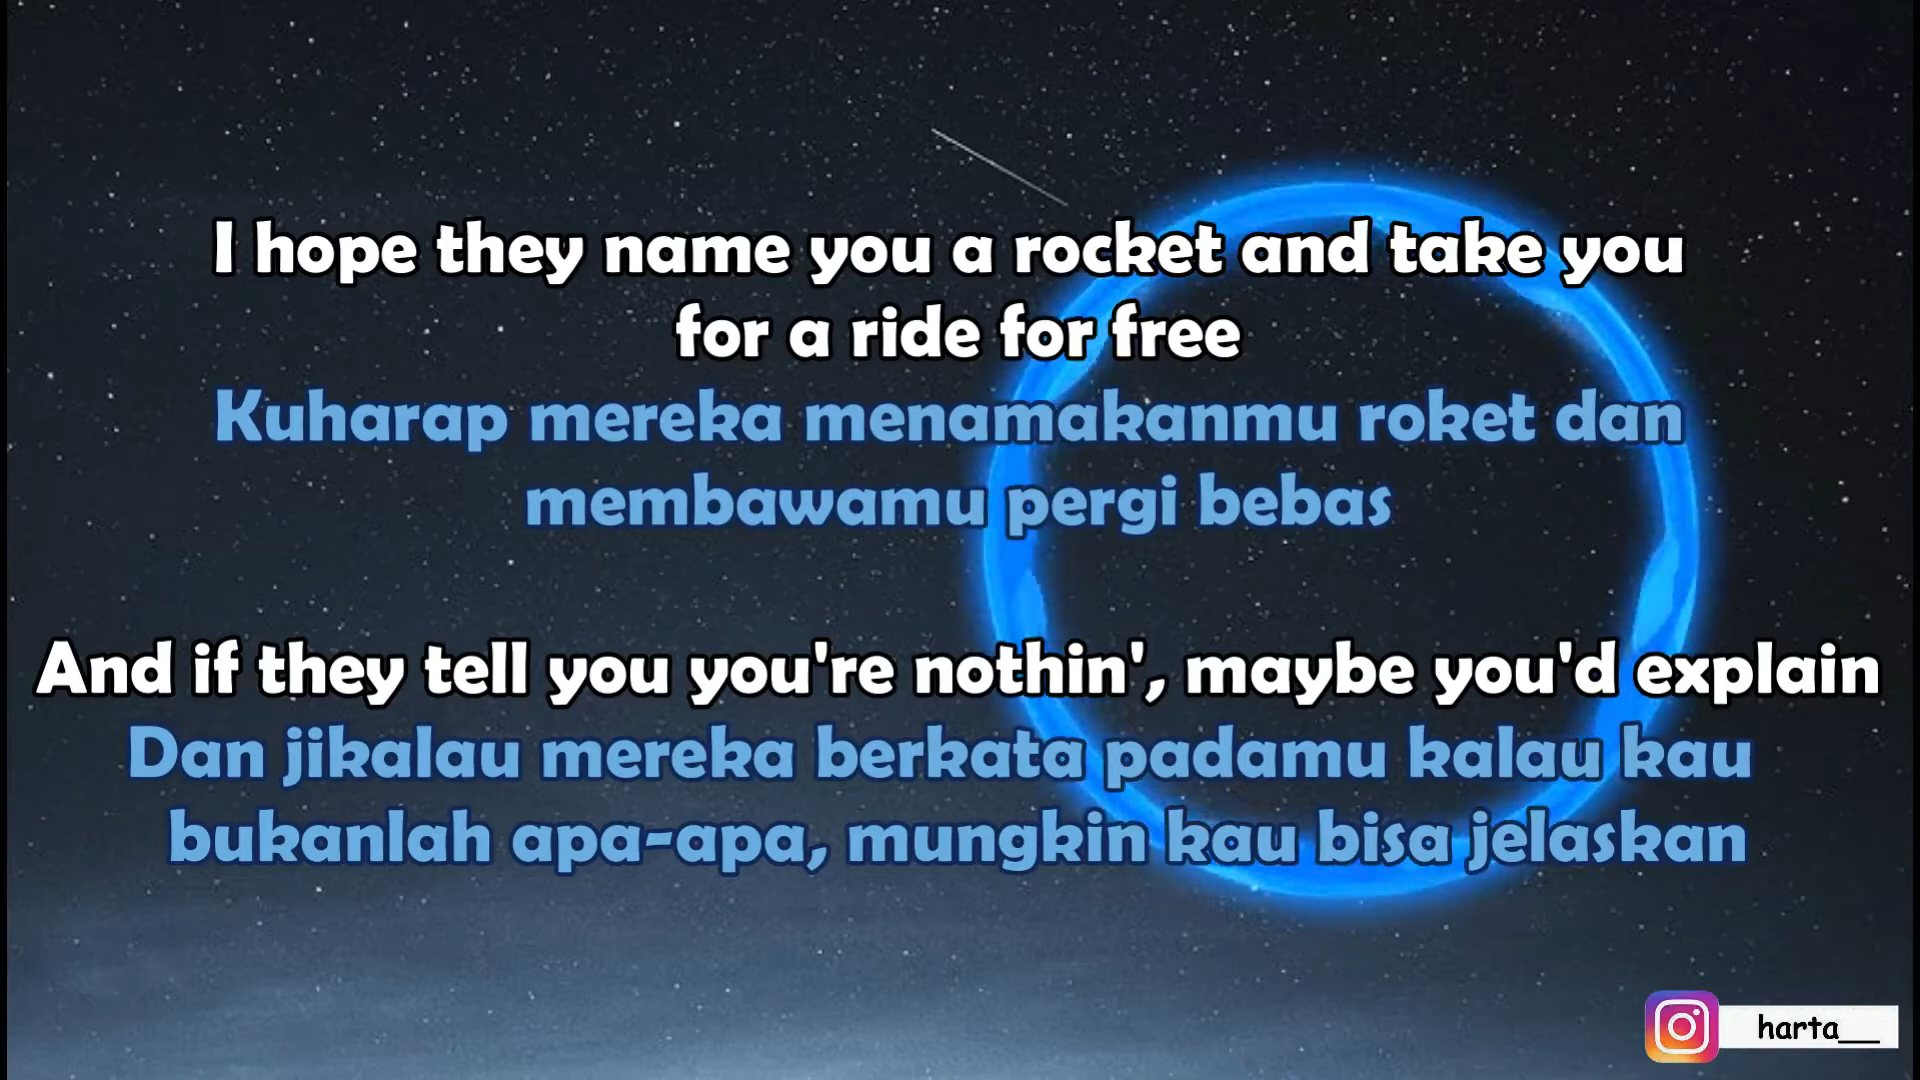 I hope they name you a rocket and take you
for a ride for free
Kuharap mereka menamakanmu roket dan
membawamu pergi bebas
And if they tell you you're nothin', maybe you'd explain
Dan jikalau mereka berkata padamu kalau kau
bukanlah apa-apa, mungkin kau bisa jelaskan
harta__